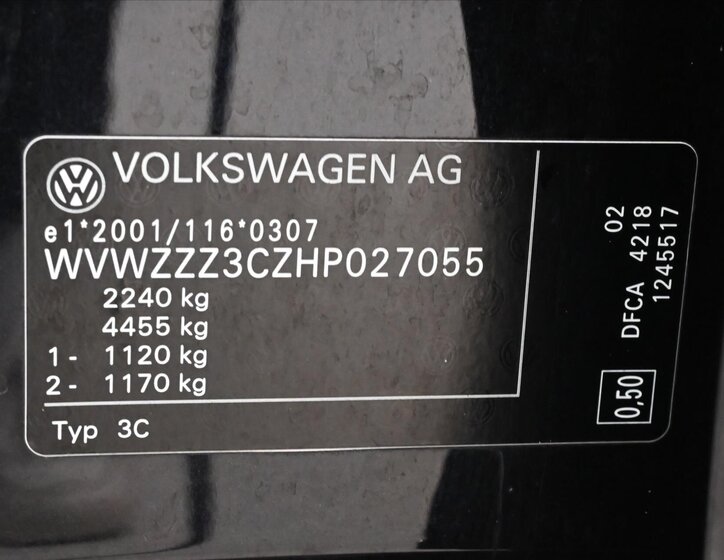 VOLKSWAGEN AG
e1*2001/116*0307
WVWZZZ3CZHP027055
2240 kg
4455 kg
1- 1120 kg
2- 1170 kg
Typ 3C
02
DFCA 4218
1245517
0,50